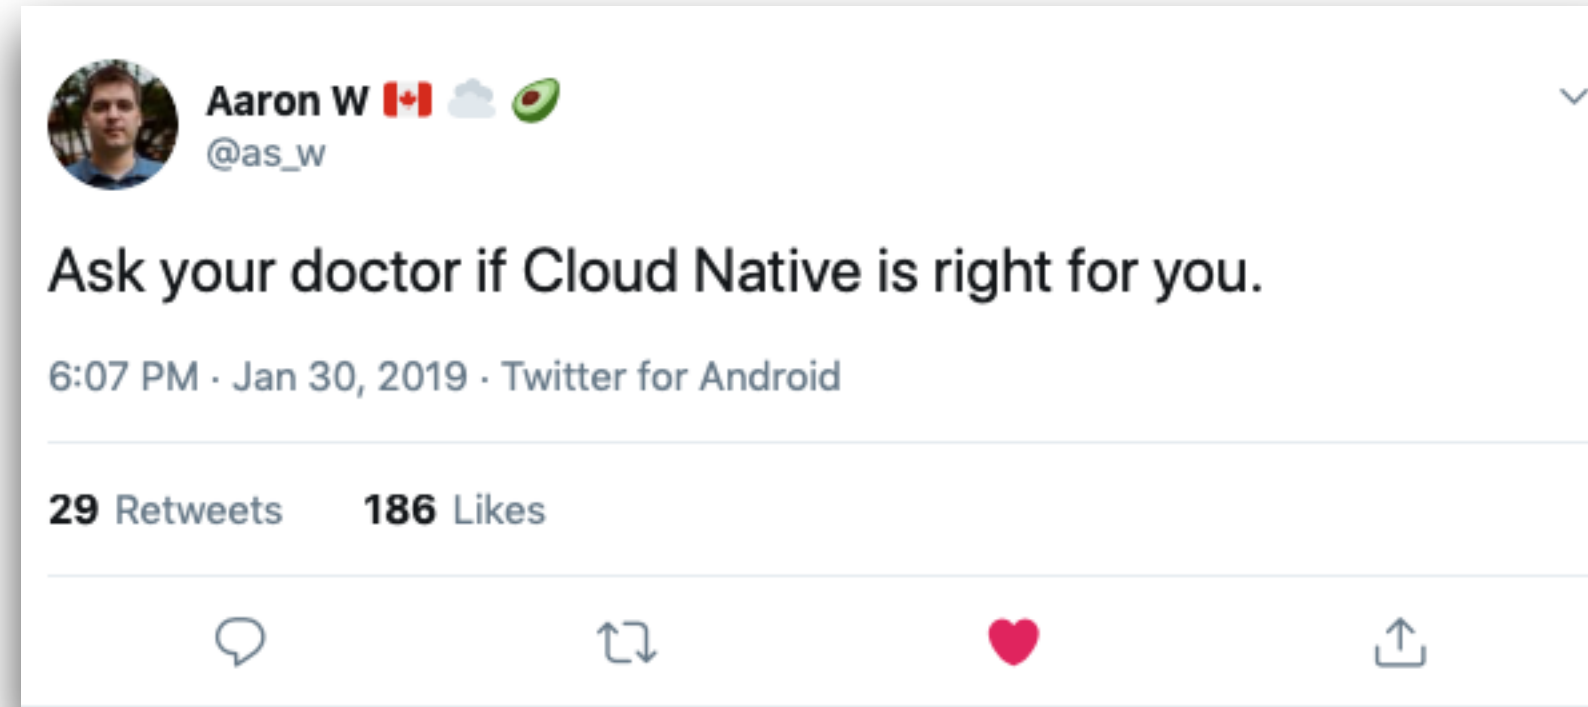 Aaron W 🇨🇦 ☁️ 🥑
@as_w
Ask your doctor if Cloud Native is right for you.
6:07 PM · Jan 30, 2019 · Twitter for Android
29 Retweets 186 Likes